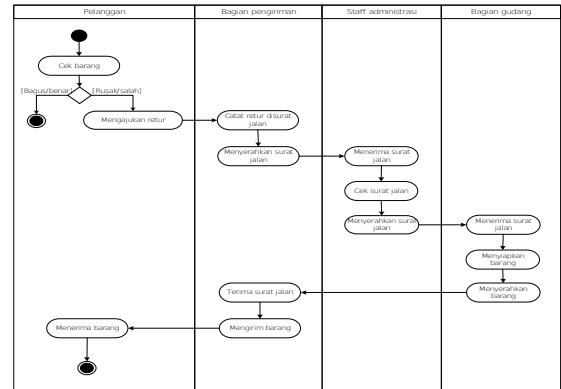 Pelanggan
Bagian pengiriman
Staff administrasi
Bagian gudang
Cek barang
[Bagus/benar]
[Rusak/salah]
Mengajukan retur
Catat retur disurat
jalan
Menyerahkan surat
jalan
Menerima surat
jalan
Cek surat jalan
Menyerahkan surat
jalan
Menerima surat
jalan
Menyiapkan
barang
Menyerahkan
barang
Terima surat jalan
Mengirim barang
Menerima barang